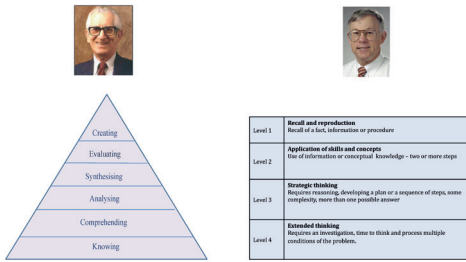 Creating
Evaluating
Synthesising
Analysing
Comprehending
Knowing
Level 1
Recall and reproduction
Recall of a fact, information or procedure
Level 2
Application of skills and concepts
Use of information or conceptual knowledge – two or more steps
Level 3
Strategic thinking
Requires reasoning, developing a plan or a sequence of steps, some
complexity, more than one possible answer
Level 4
Extended thinking
Requires an investigation, time to think and process multiple
conditions of the problem.